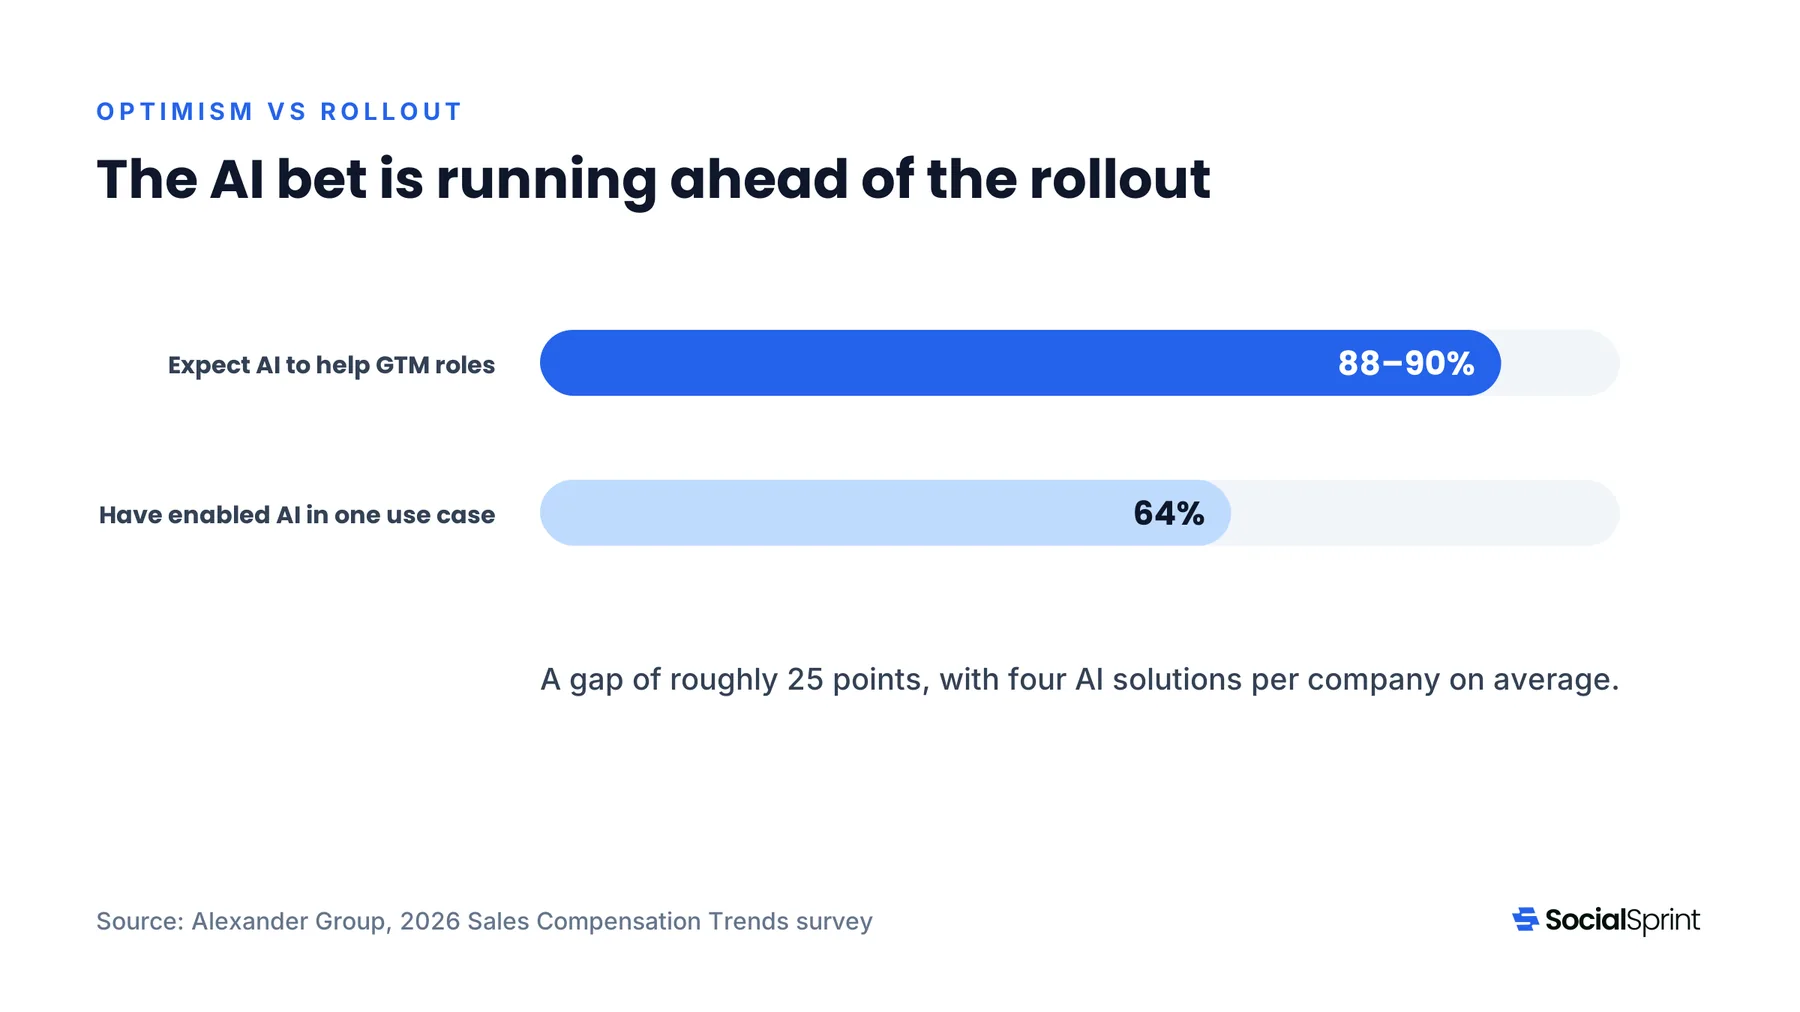 OPTIMISM VS ROLLOUT
The AI bet is running ahead of the rollout
Expect AI to help GTM roles
88–90%
Have enabled AI in one use case
64%
A gap of roughly 25 points, with four AI solutions per company on average.
Source: Alexander Group, 2026 Sales Compensation Trends survey
SocialSprint